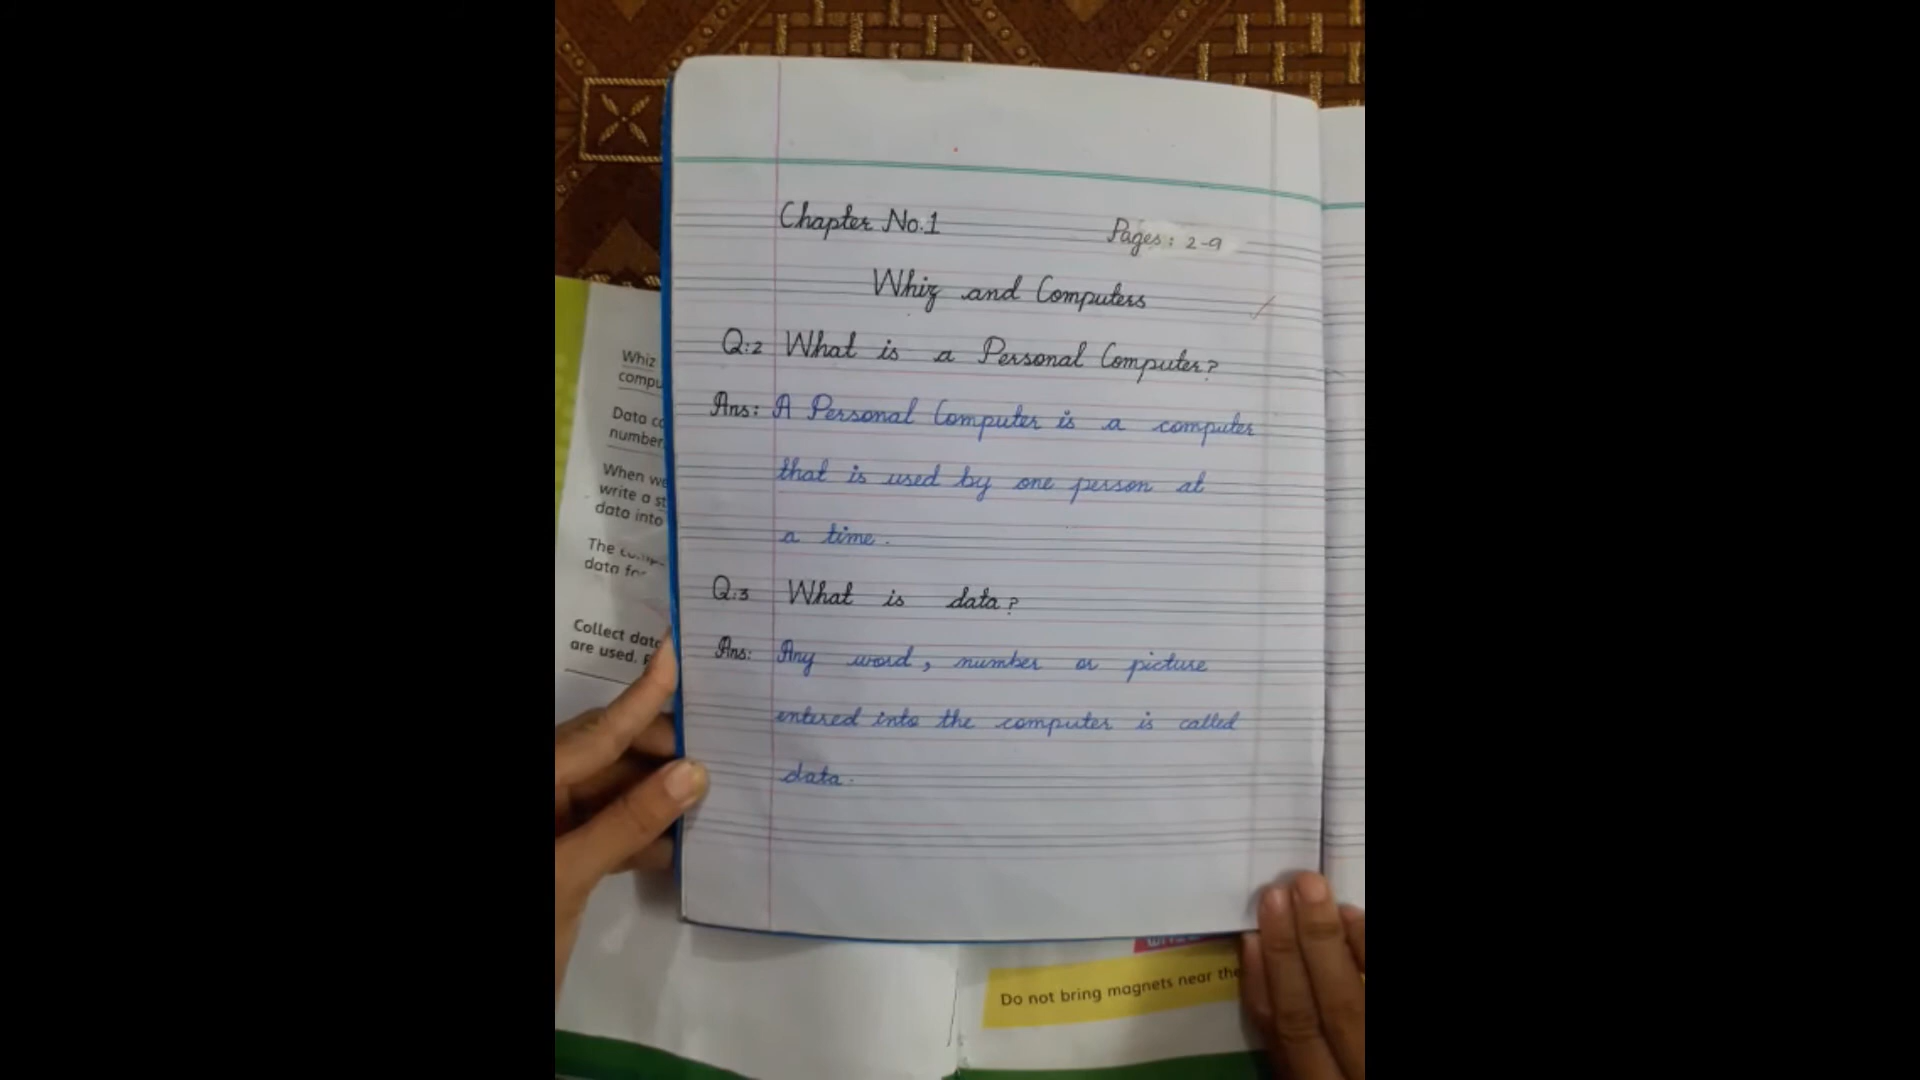 Chapter No.1 Pages: 2-9
Whiz and Computers
Q:2 What is a Personal Computer?
Ans: A Personal Computer is a computer
that is used by one person at
a time.
Q:3 What is data?
Ans: Any word, number or picture
entered into the computer is called
data.
Whiz
Data
number
When we
write a
data into
The
data
Collect data
are used.
Do not bring magnets near the